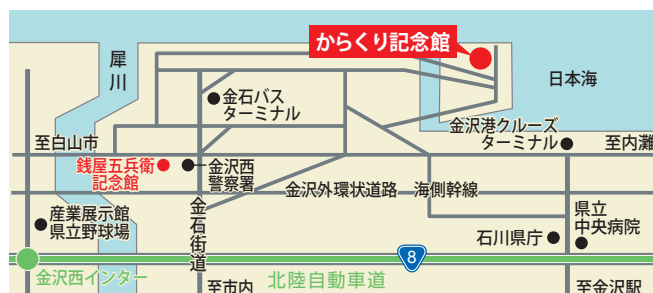 からくり記念館
犀川
日本海
金石バス
ターミナル
金沢港クルーズ
ターミナル
至白山市
至内灘
銭屋五兵衛
記念館
金沢西
警察署
金沢外環状道路 海側幹線
産業展示館
県立野球場
金石街道
県立
中央病院
石川県庁
8
金沢西インター
北陸自動車道
至市内
至金沢駅